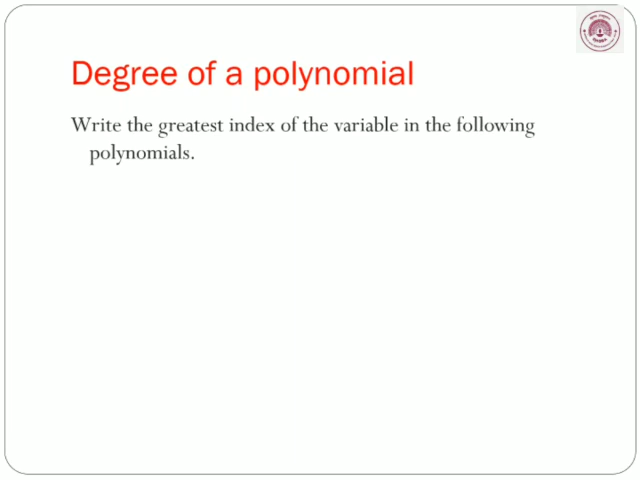 Degree of a polynomial
Write the greatest index of the variable in the following
polynomials.